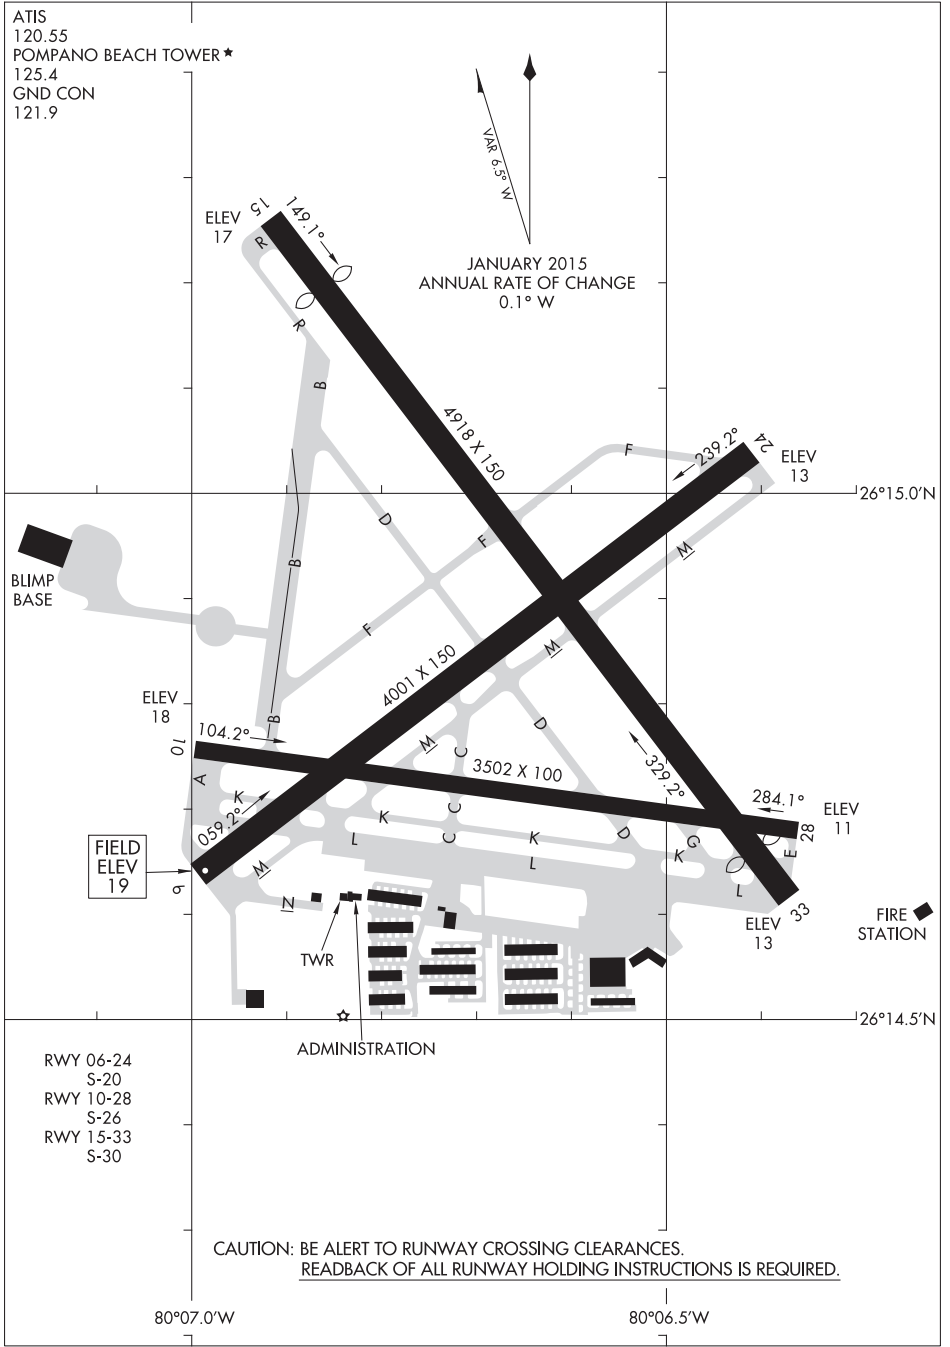 ATIS
120.55
POMPANO BEACH TOWER★
125.4
GND CON
121.9
VAR 6.5° W
JANUARY 2015
ANNUAL RATE OF CHANGE
0.1° W
ELEV
17
15
149.1°
R
R
B
4918 X 150
F
239.2°
24
ELEV
13
26°15.0'N
D
F
M
BLIMP
BASE
B
F
M
4001 X 150
ELEV
18
B
D
10
104.2°
M
C
3502 X 100
329.2°
284.1°
ELEV
11
28
A
K
059.2°
K
C
C
L
K
L
D
G
K
E
L
FIELD
ELEV
19
6
M
N
33
ELEV
13
FIRE
STATION
TWR
26°14.5'N
ADMINISTRATION
RWY 06-24
S-20
RWY 10-28
S-26
RWY 15-33
S-30
CAUTION: BE ALERT TO RUNWAY CROSSING CLEARANCES.
READBACK OF ALL RUNWAY HOLDING INSTRUCTIONS IS REQUIRED.
80°07.0'W
80°06.5'W